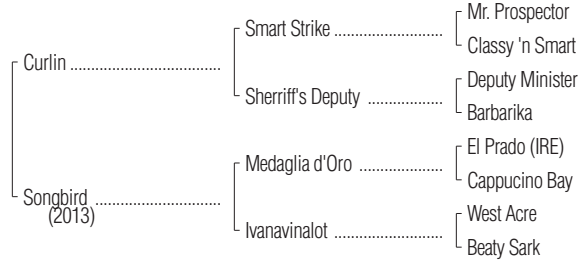 Mr. Prospector
Smart Strike ..........................
Classy 'n Smart
Curlin ....................................
Deputy Minister
Sherriff's Deputy ..................
Barbarika
El Prado (IRE)
Medaglia d'Oro ....................
Cappucino Bay
Songbird ..............................
(2013)
West Acre
Ivanavinalot ..........................
Beaty Sark